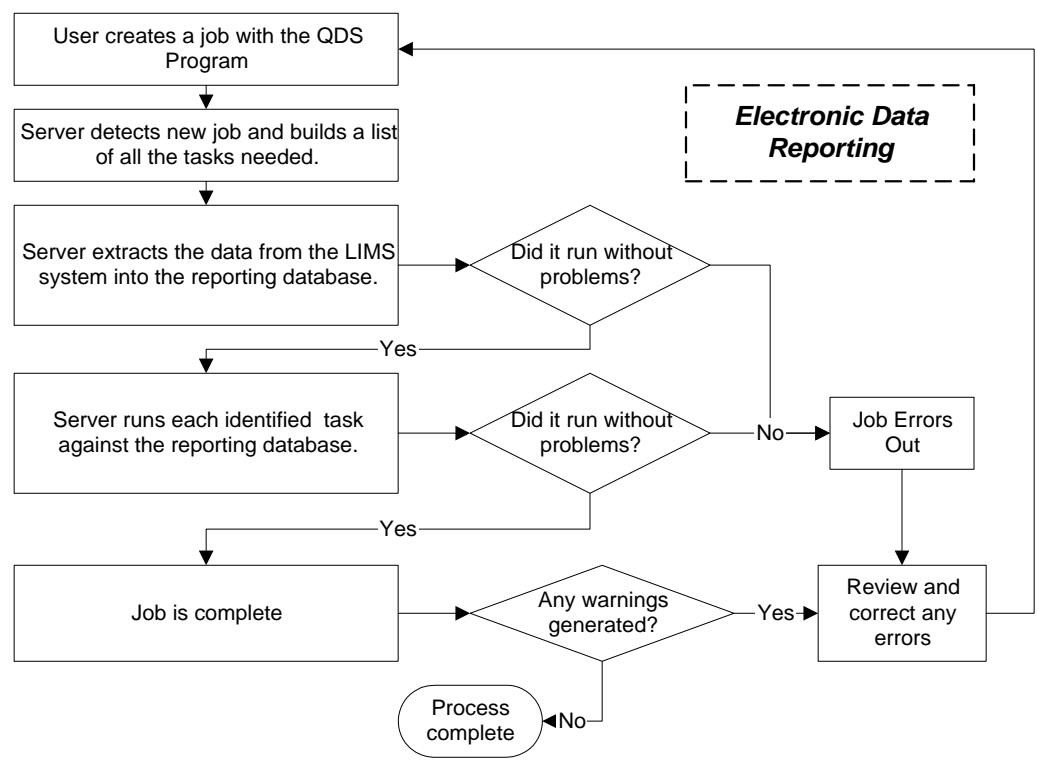 User creates a job with the QDS
Program
Electronic Data
Reporting
Server detects new job and builds a list
of all the tasks needed.
Server extracts the data from the LIMS
system into the reporting database.
Did it run without
problems?
Yes
Server runs each identified task
against the reporting database.
Did it run without
problems?
No
Job Errors
Out
Yes
Job is complete
Any warnings
generated?
Yes
Review and
correct any
errors
Process
complete
No